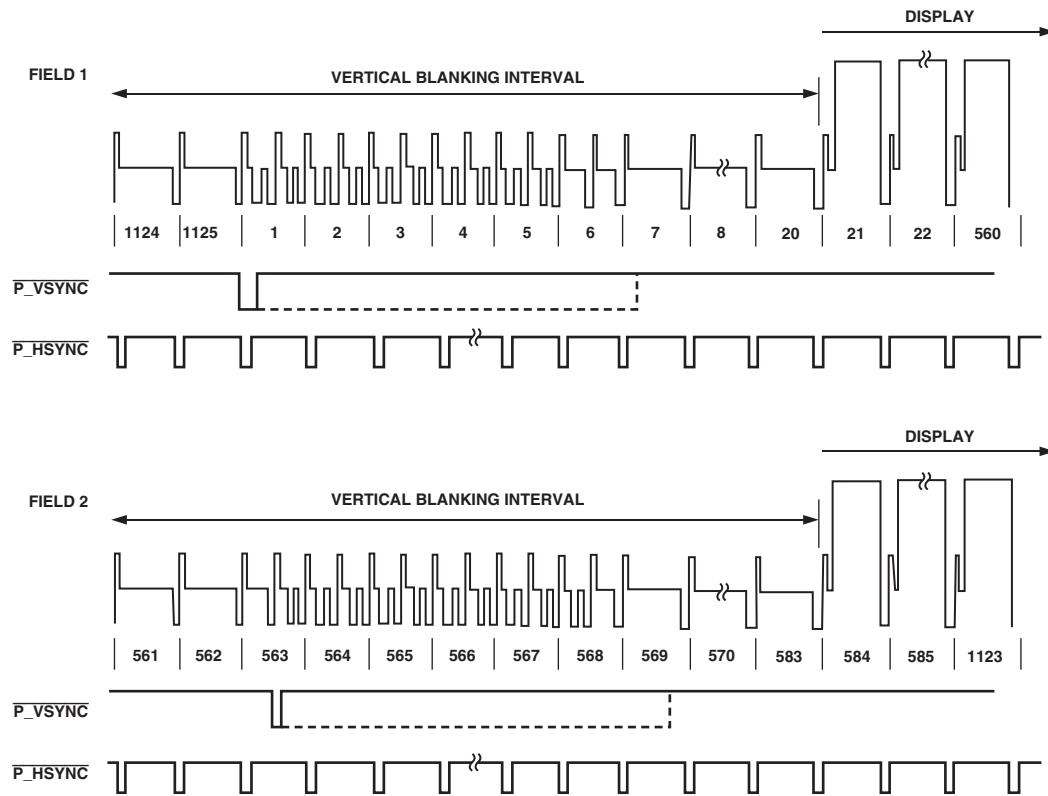 DISPLAY
FIELD 1
VERTICAL BLANKING INTERVAL
1124 1125 1 2 3 4 5 6 7 8 20 21 22 560
P_VSYNC
P_HSYNC
DISPLAY
FIELD 2
VERTICAL BLANKING INTERVAL
561 562 563 564 565 566 567 568 569 570 583 584 585 1123
P_VSYNC
P_HSYNC